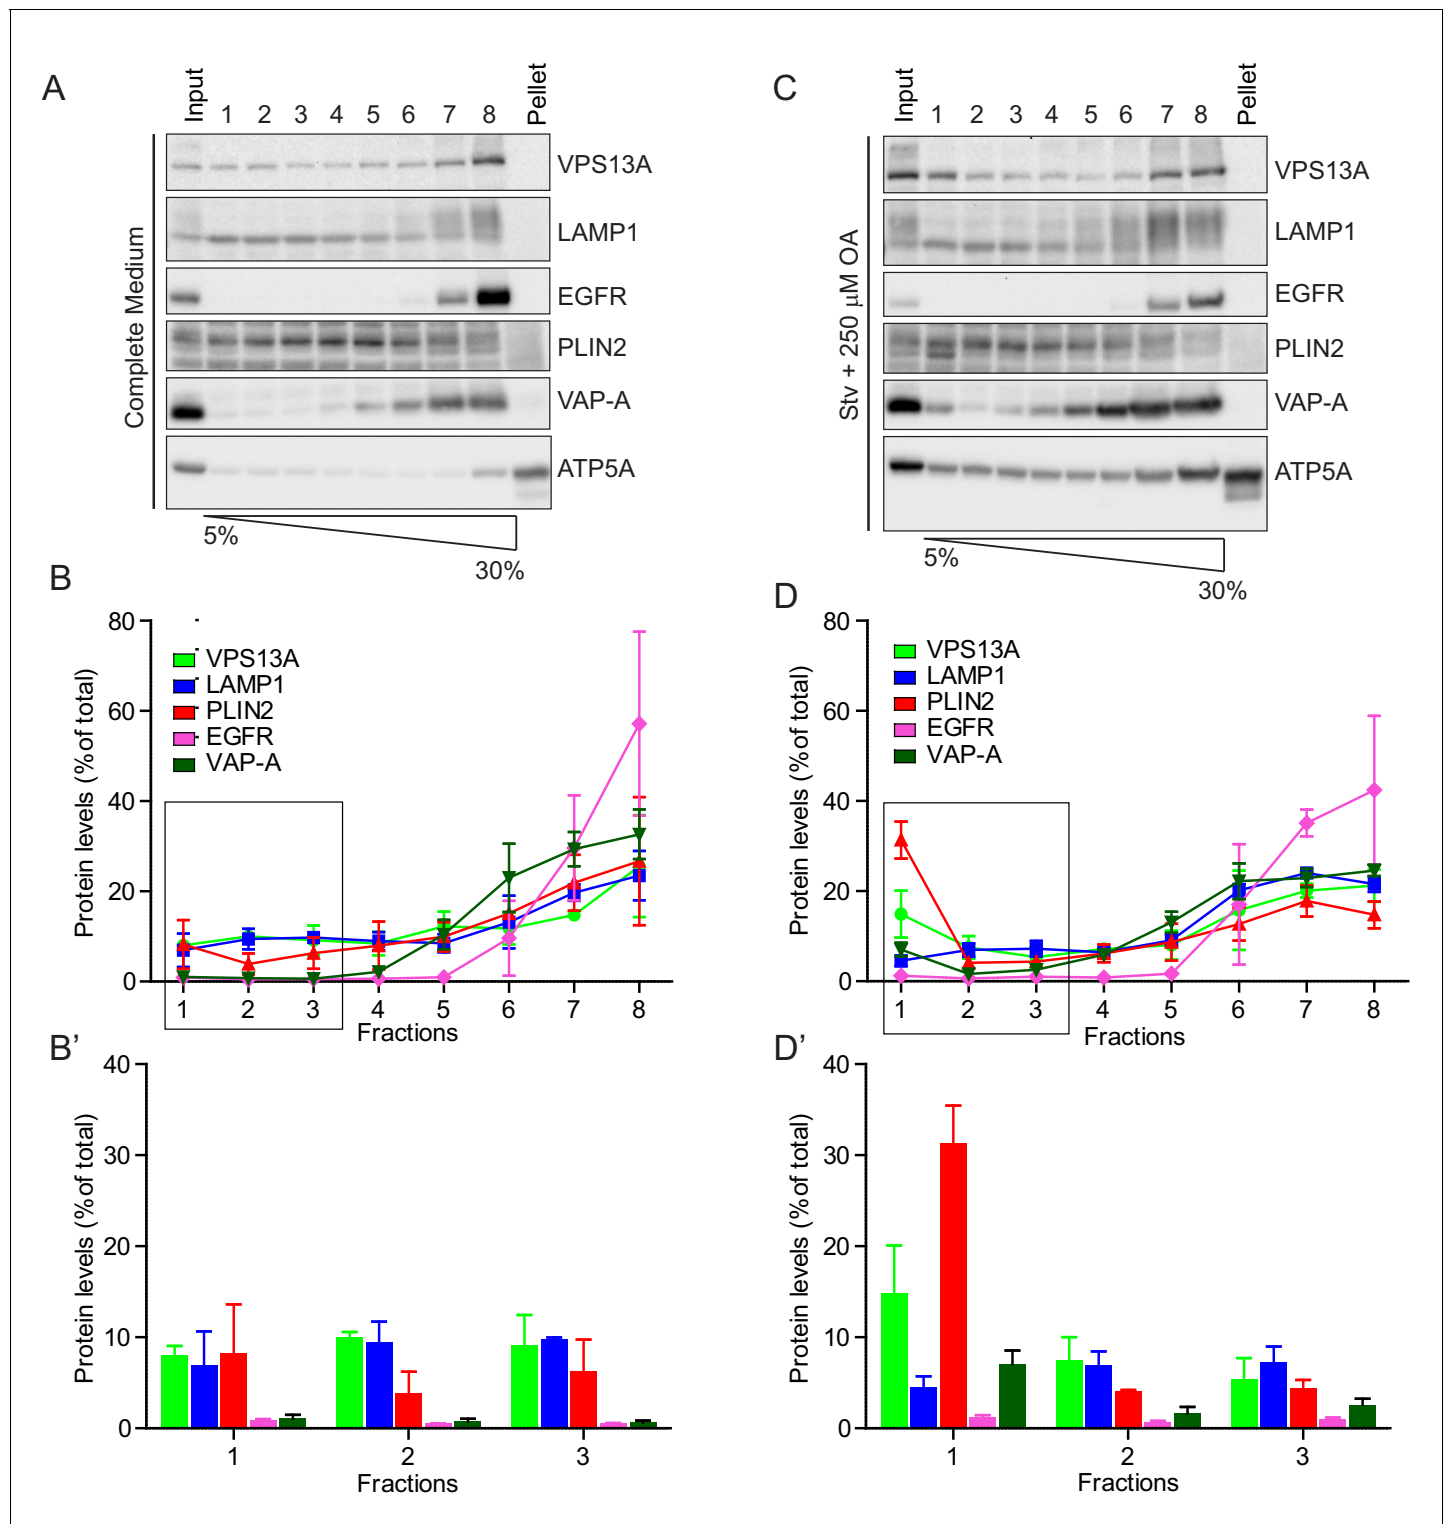 A
Input 1 2 3 4 5 6 7 8 Pellet
Complete Medium
VPS13A
LAMP1
EGFR
PLIN2
VAP-A
ATP5A
5%
30%
C
Input 1 2 3 4 5 6 7 8 Pellet
Stv + 250 µM OA
VPS13A
LAMP1
EGFR
PLIN2
VAP-A
ATP5A
5%
30%
B
Protein levels (% of total)
80
60
40
20
0
VPS13A
LAMP1
PLIN2
EGFR
VAP-A
1 2 3 4 5 6 7 8
Fractions
D
Protein levels (% of total)
80
60
40
20
0
VPS13A
LAMP1
PLIN2
EGFR
VAP-A
1 2 3 4 5 6 7 8
Fractions
B'
Protein levels (% of total)
40
30
20
10
0
1 2 3
Fractions
D'
Protein levels (% of total)
40
30
20
10
0
1 2 3
Fractions